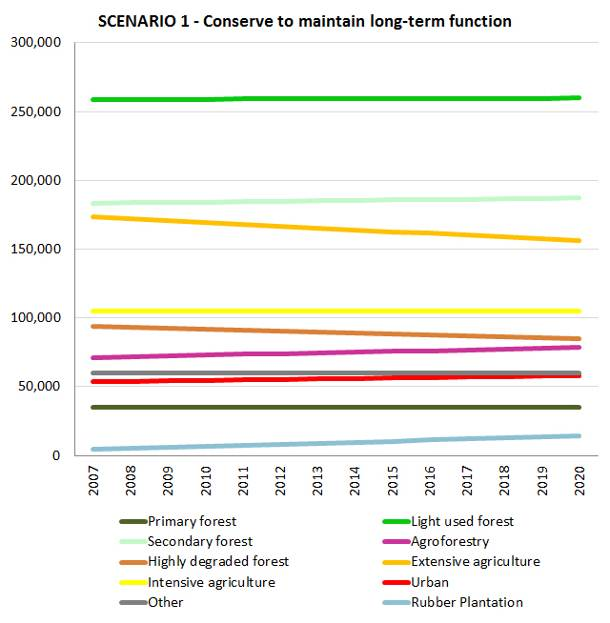 SCENARIO 1 - Conserve to maintain long-term function
300,000
250,000
200,000
150,000
100,000
50,000
0
2007 2008 2009 2010 2011 2012 2013 2014 2015 2016 2017 2018 2019 2020
Primary forest Light used forest
Secondary forest Agroforestry
Highly degraded forest Extensive agriculture
Intensive agriculture Urban
Other Rubber Plantation